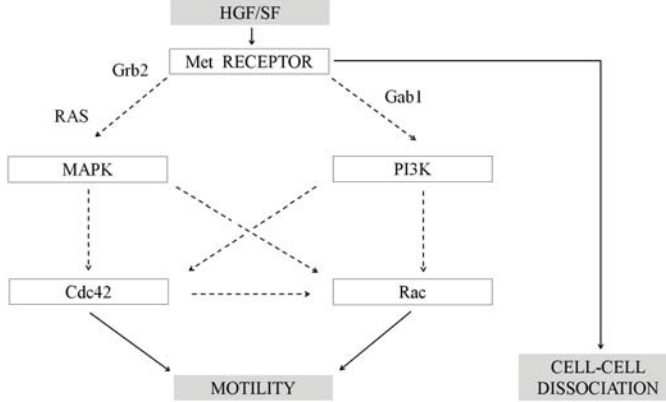 HGF/SF
Met RECEPTOR
Grb2
Gab1
RAS
MAPK
PI3K
Cdc42
Rac
MOTILITY
CELL-CELL
DISSOCIATION